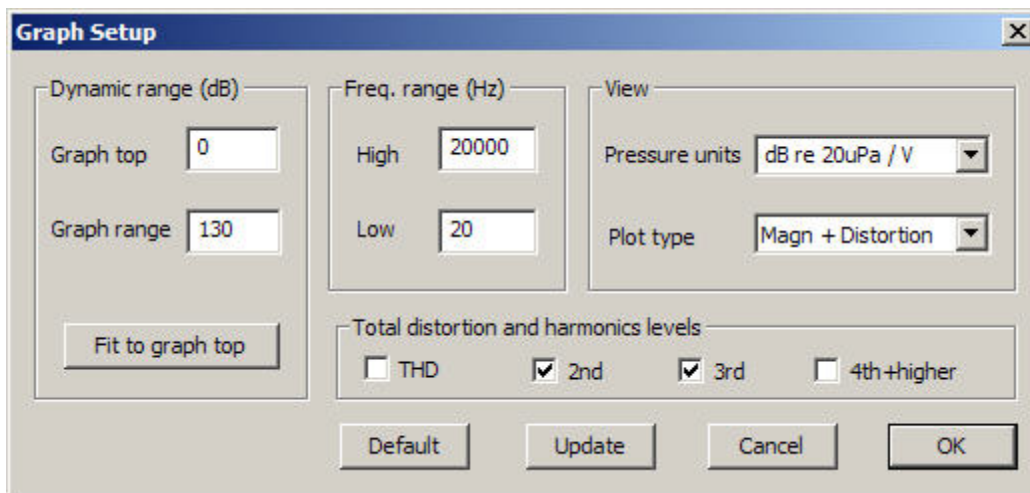 Graph Setup
Dynamic range (dB)
Graph top 0
Graph range 130
Fit to graph top
Freq. range (Hz)
High 20000
Low 20
View
Pressure units dB re 20uPa / V
Plot type Magn + Distortion
Total distortion and harmonics levels
THD 2nd 3rd 4th+higher
Default Update Cancel OK